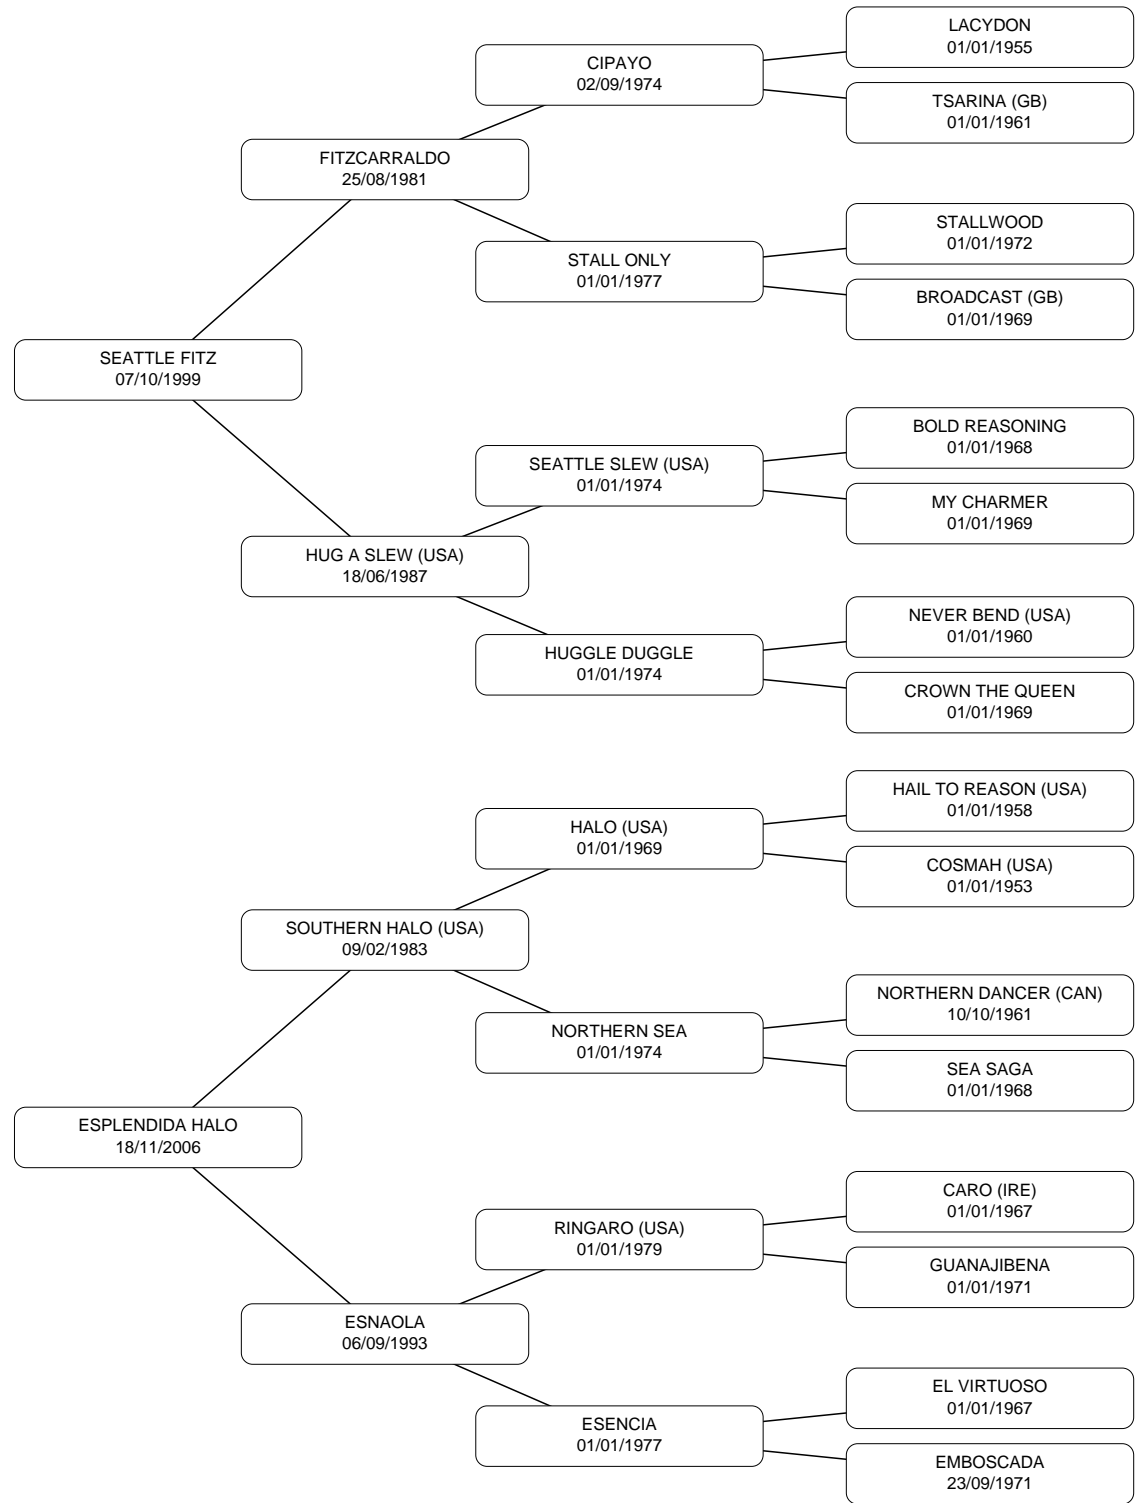 LACYDON
01/01/1955
CIPAYO
02/09/1974
TSARINA (GB)
01/01/1961
FITZCARRALDO
25/08/1981
STALLWOOD
01/01/1972
STALL ONLY
01/01/1977
BROADCAST (GB)
01/01/1969
SEATTLE FITZ
07/10/1999
BOLD REASONING
01/01/1968
SEATTLE SLEW (USA)
01/01/1974
MY CHARMER
01/01/1969
HUG A SLEW (USA)
18/06/1987
NEVER BEND (USA)
01/01/1960
HUGGLE DUGGLE
01/01/1974
CROWN THE QUEEN
01/01/1969
HAIL TO REASON (USA)
01/01/1958
HALO (USA)
01/01/1969
COSMAH (USA)
01/01/1953
SOUTHERN HALO (USA)
09/02/1983
NORTHERN DANCER (CAN)
10/10/1961
NORTHERN SEA
01/01/1974
SEA SAGA
01/01/1968
ESPLENDIDA HALO
18/11/2006
CARO (IRE)
01/01/1967
RINGARO (USA)
01/01/1979
GUANAJIBENA
01/01/1971
ESNAOLA
06/09/1993
EL VIRTUOSO
01/01/1967
ESENCIA
01/01/1977
EMBOSCADA
23/09/1971